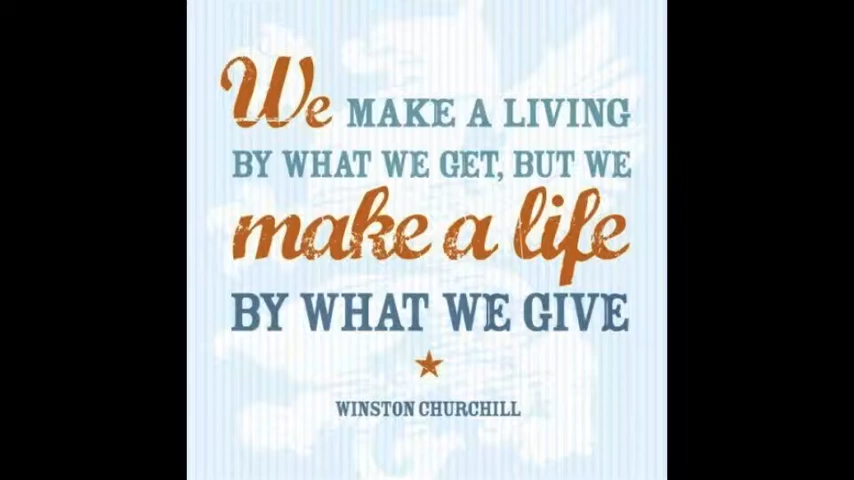 We MAKE A LIVING
BY WHAT WE GET, BUT WE
make a life
BY WHAT WE GIVE
WINSTON CHURCHILL